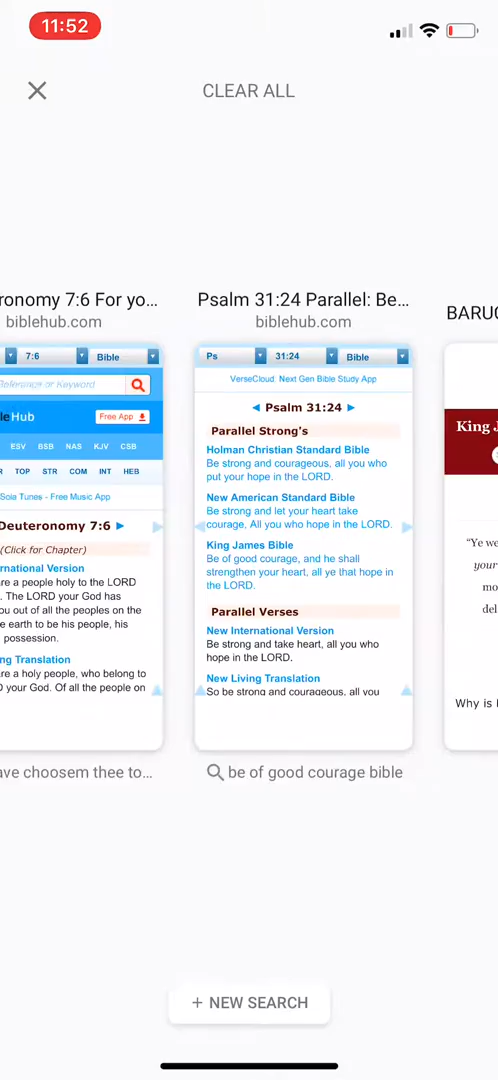 11:52
CLEAR ALL
ronomy 7:6 For yo...
biblehub.com
7:6
Bible
Reference or Keyword
leHub
Free App
ESV BSB NAS KJV CSB
R TOP STR COM INT HEB
Soia Tunes - Free Music App
Deuteronomy 7:6
(Click for Chapter)
rnational Version
are a people holy to the LORD
. The LORD your God has
ou out of all the peoples on the
e earth to be his people, his
possession.
ng Translation
are a holy people, who belong to
D your God. Of all the people on
ave choosem thee to...
Psalm 31:24 Parallel: Be...
biblehub.com
Ps
31:24
Bible
VerseCloud Next Gen Bible Study App
Psalm 31:24
Parallel Strong's
Holman Christian Standard Bible
Be strong and courageous, all you who
put your hope in the LORD.
New American Standard Bible
Be strong and let your heart take
courage, All you who hope in the LORD.
King James Bible
Be of good courage, and he shall
strengthen your heart, all ye that hope in
the LORD.
Parallel Verses
New International Version
Be strong and take heart, all you who
hope in the LORD.
New Living Translation
So be strong and courageous, all you
be of good courage bible
BARUC
King J
"Ye we
your
mo
del
Why is
+ NEW SEARCH